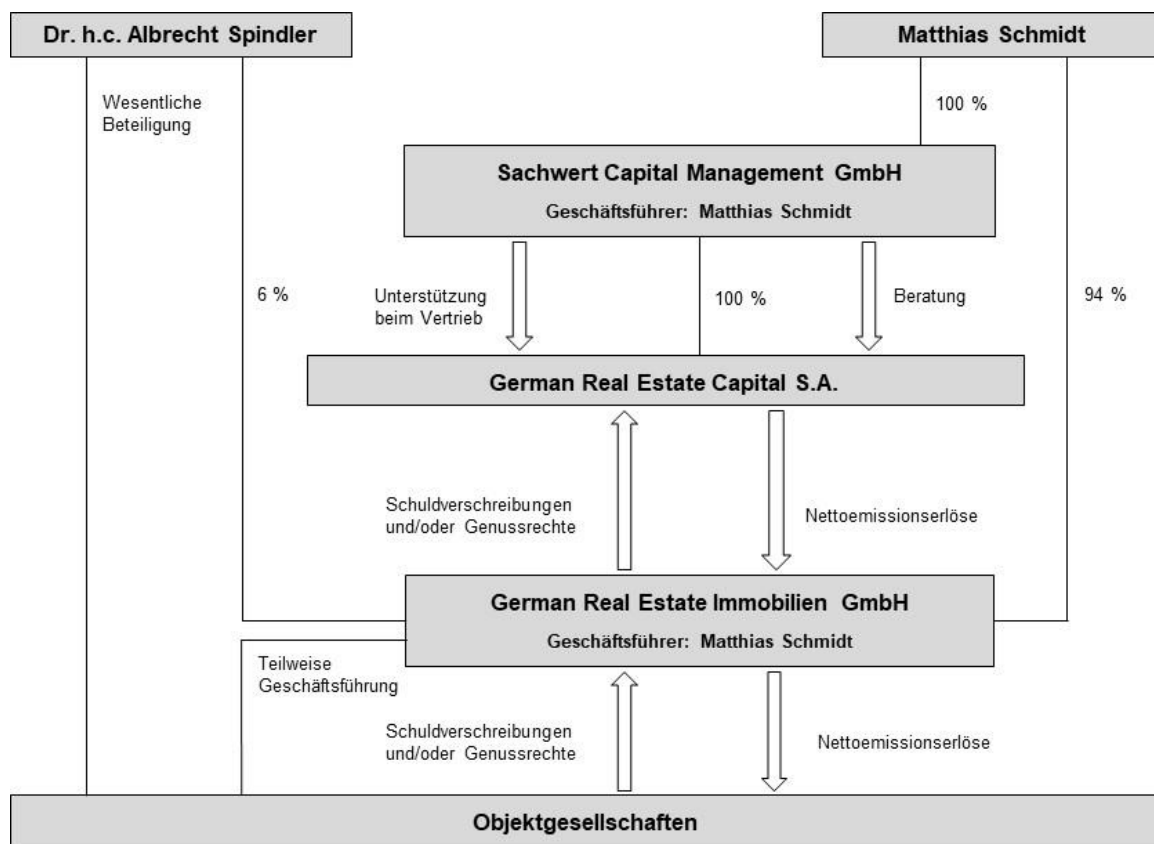 Dr. h.c. Albrecht Spindler
Matthias Schmidt
Wesentliche
Beteiligung
100 %
Sachwert Capital Management GmbH
Geschäftsführer: Matthias Schmidt
6 %
Unterstützung
beim Vertrieb
100 %
Beratung
94 %
German Real Estate Capital S.A.
Schuldverschreibungen
und/oder Genussrechte
Nettoemissionserlöse
German Real Estate Immobilien GmbH
Geschäftsführer: Matthias Schmidt
Teilweise
Geschäftsführung
Schuldverschreibungen
und/oder Genussrechte
Nettoemissionserlöse
Objektgesellschaften